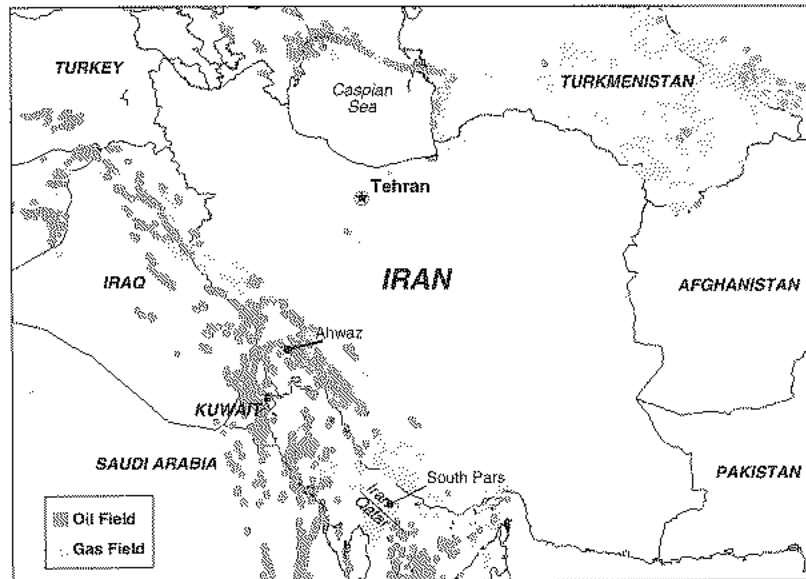 TURKEY
Caspian
Sea
TURKMENISTAN
Tehran
IRAN
IRAQ
AFGHANISTAN
Ahwaz
KUWAIT
SAUDI ARABIA
South Pars
PAKISTAN
Iran
Qatar
Oil Field
Gas Field